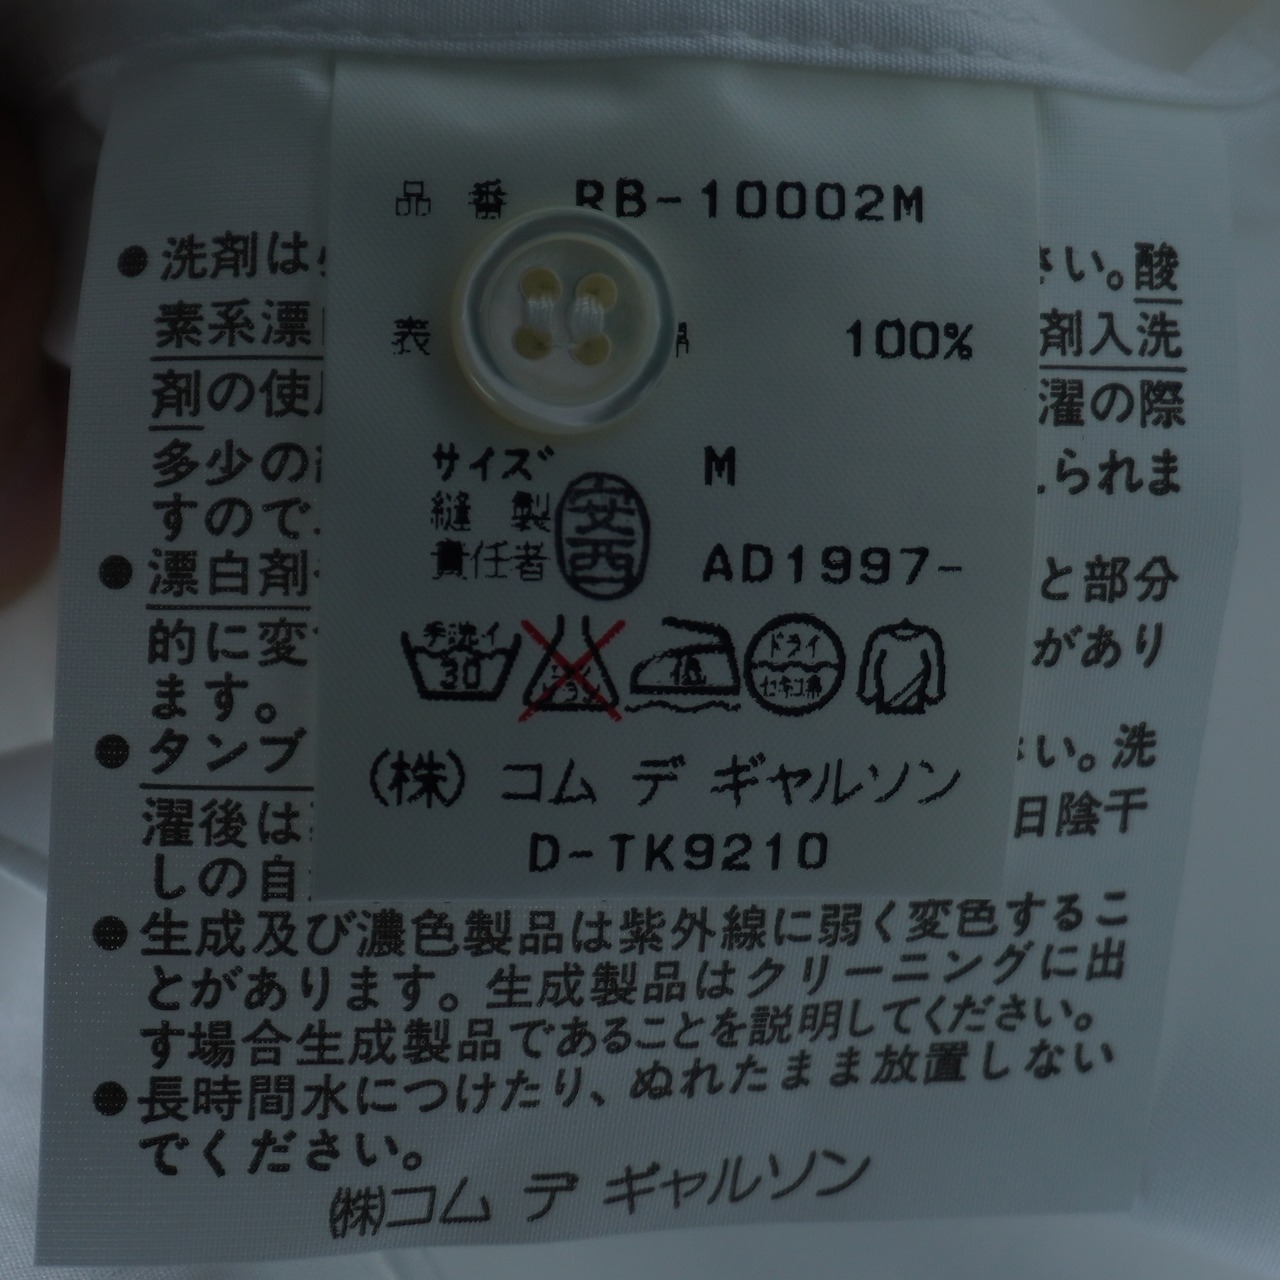 品番 RB-10002M
表 100%
サイズ M
縫製
責任者 安西 AD1997-
手洗イ 30 ドライ セキユ系
(株) コム デ ギャルソン
D-TK9210
● 洗剤は さい。酸
素系漂 剤入洗
剤の使 濯の際
多少の られま
すので
● 漂白剤 と部分
的に変 があり
ます。
● タンブ い。洗
濯後は 日陰干
しの自
● 生成及び濃色製品は紫外線に弱く変色するこ
とがあります。生成製品はクリーニングに出
す場合生成製品であることを説明してください。
● 長時間水につけたり、ぬれたまま放置しない
でください。
(株)コム デ ギャルソン